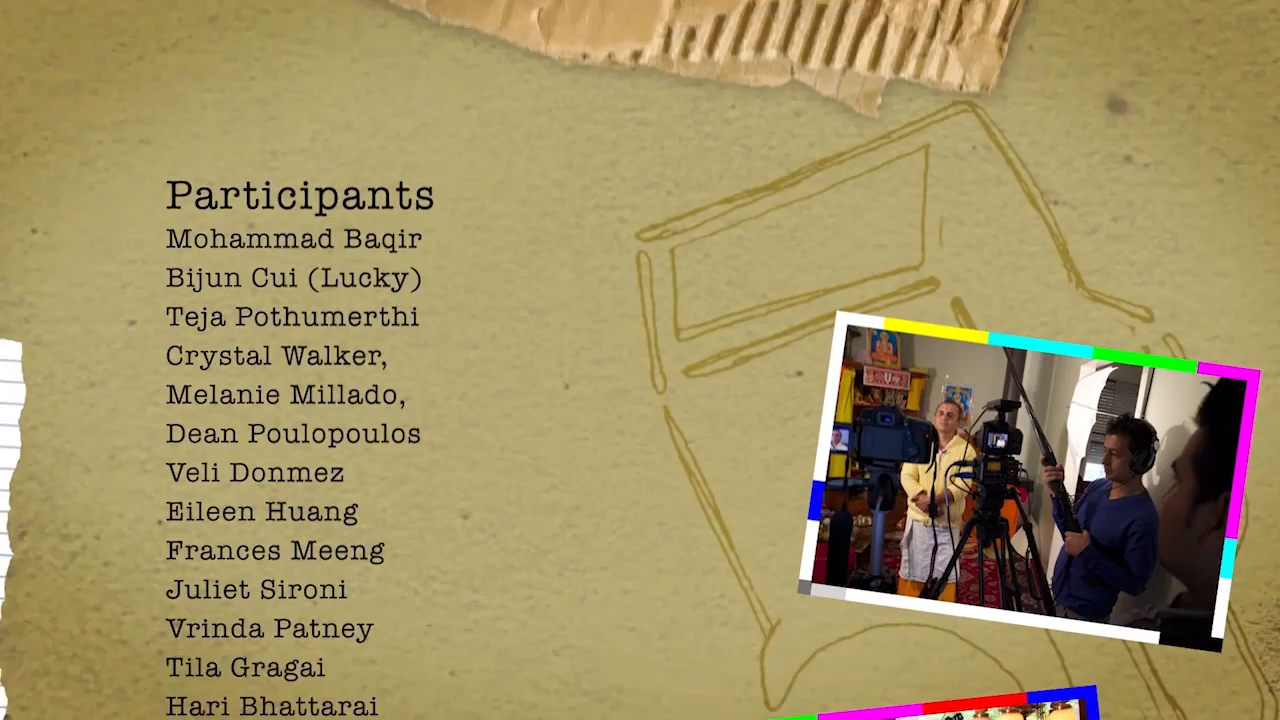 Participants
Mohammad Baqir
Bijun Cui (Lucky)
Teja Pothumerthi
Crystal Walker,
Melanie Millado,
Dean Poulopoulos
Veli Donmez
Eileen Huang
Frances Meeng
Juliet Sironi
Vrinda Patney
Tila Gragai
Hari Bhattarai